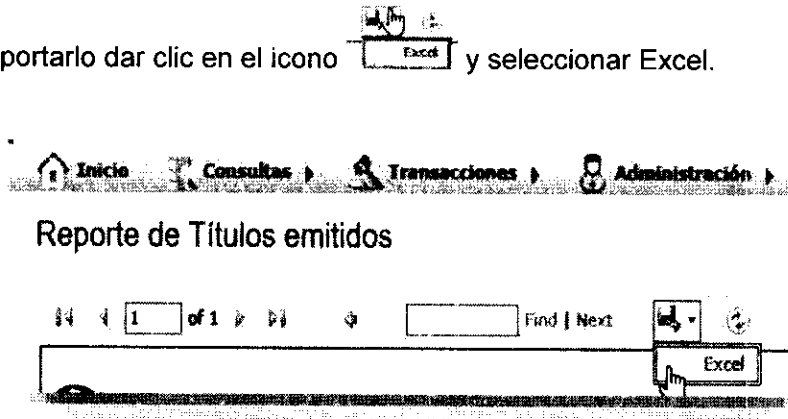 Excel
portarlo dar clic en el icono y seleccionar Excel.
Inicio Consultas Transacciones Administración
Reporte de Títulos emitidos
1 of 1 Find | Next
Excel